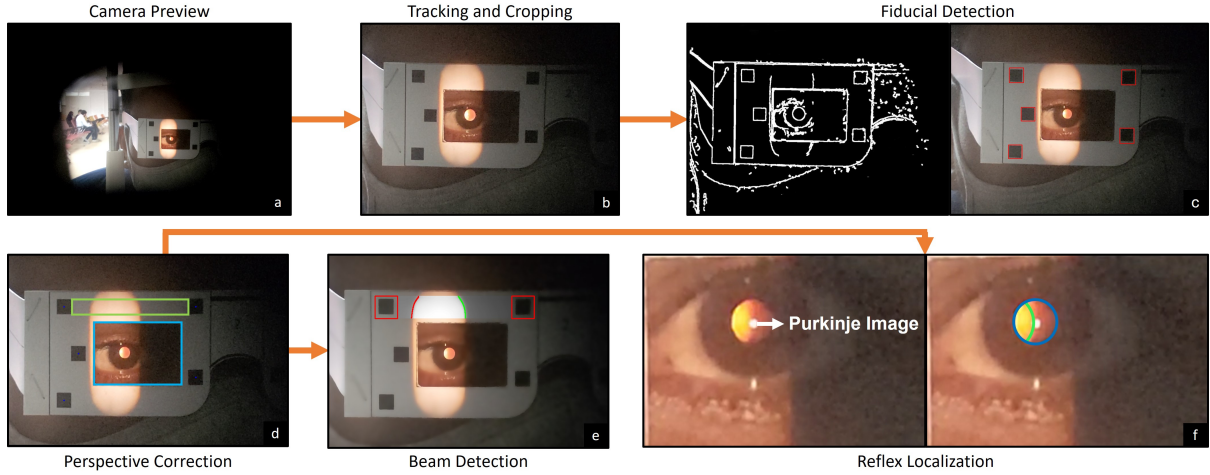 Camera Preview
Tracking and Cropping
Fiducial Detection
a
b
c
Purkinje Image
d
e
f
Perspective Correction
Beam Detection
Reflex Localization